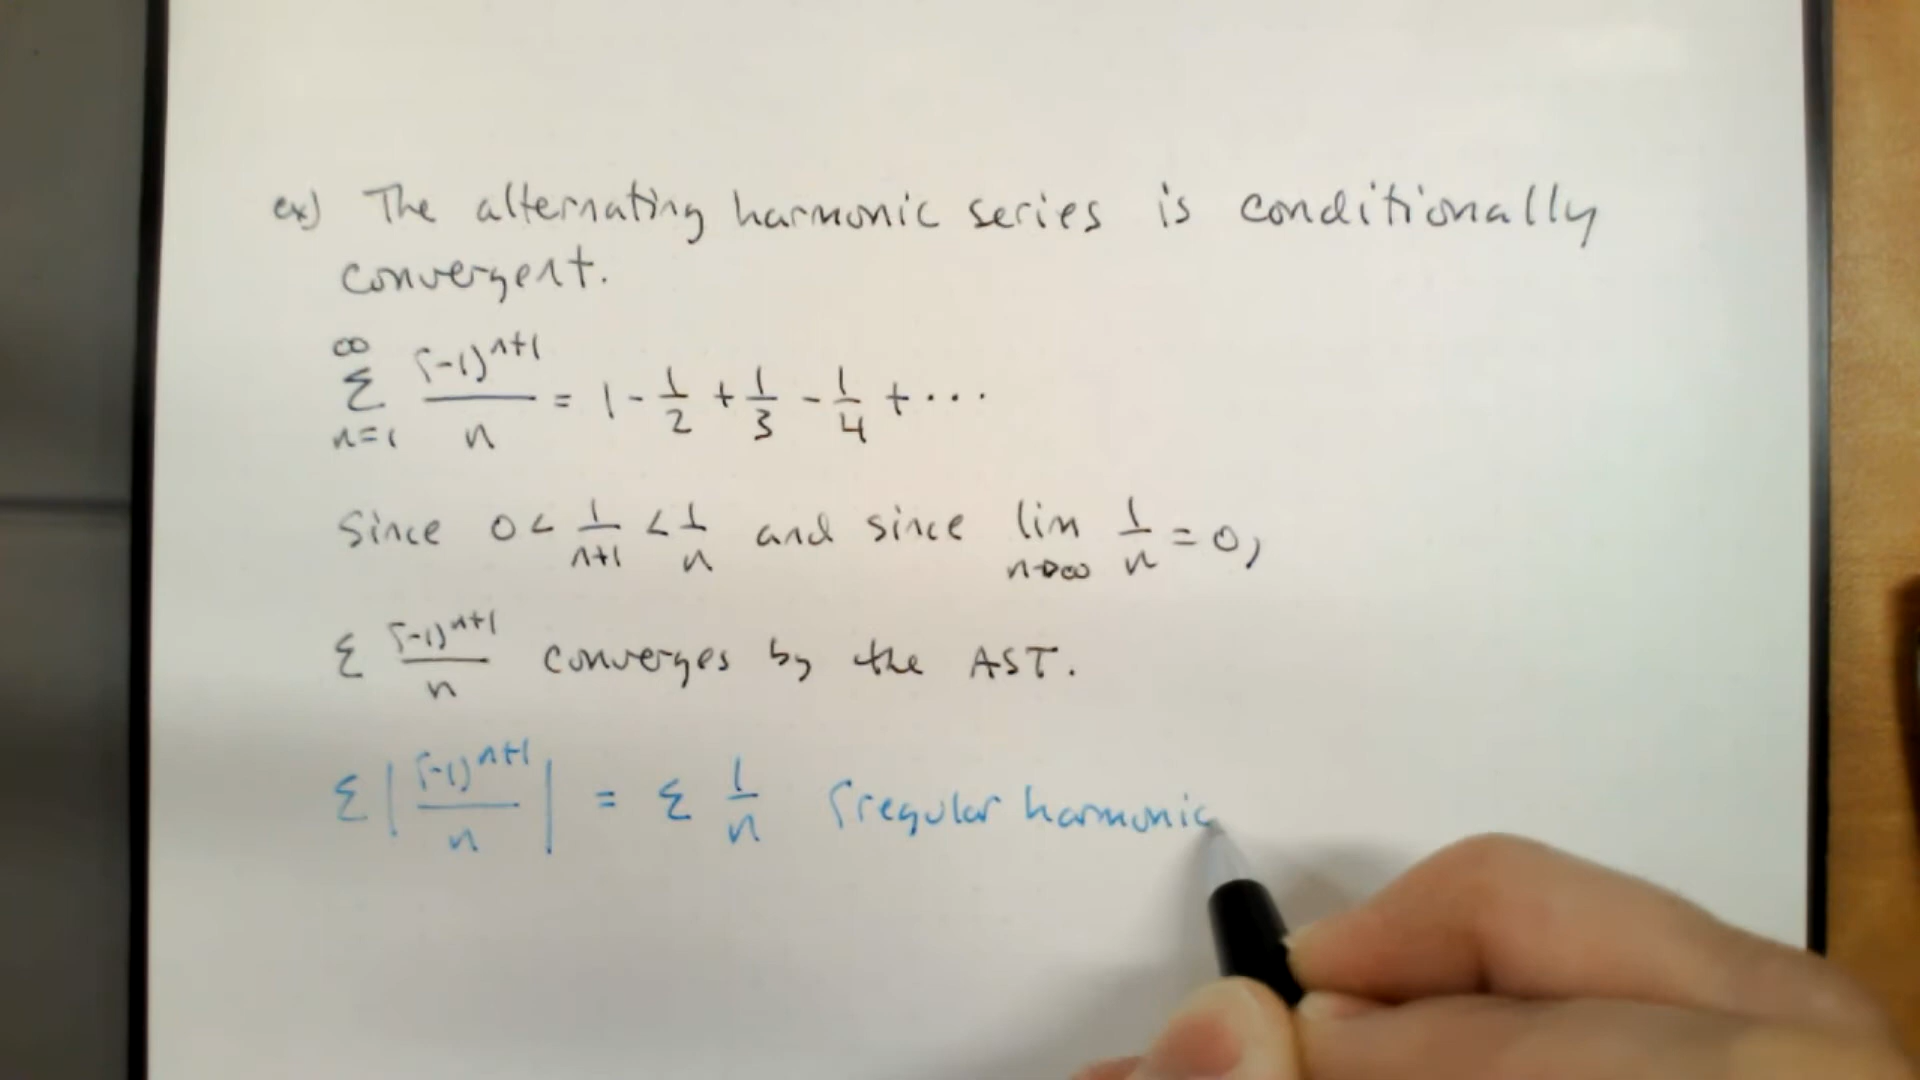 ex) The alternating harmonic series is conditionally
convergent.
∞ Σ n=1 (-1)^{n+1} / n = 1 - 1/2 + 1/3 - 1/4 + ···
Since 0 < 1/(n+1) < 1/n and since lim n→∞ 1/n = 0,
Σ (-1)^{n+1} / n converges by the AST.
Σ |(-1)^{n+1} / n| = Σ 1/n (regular harmonic